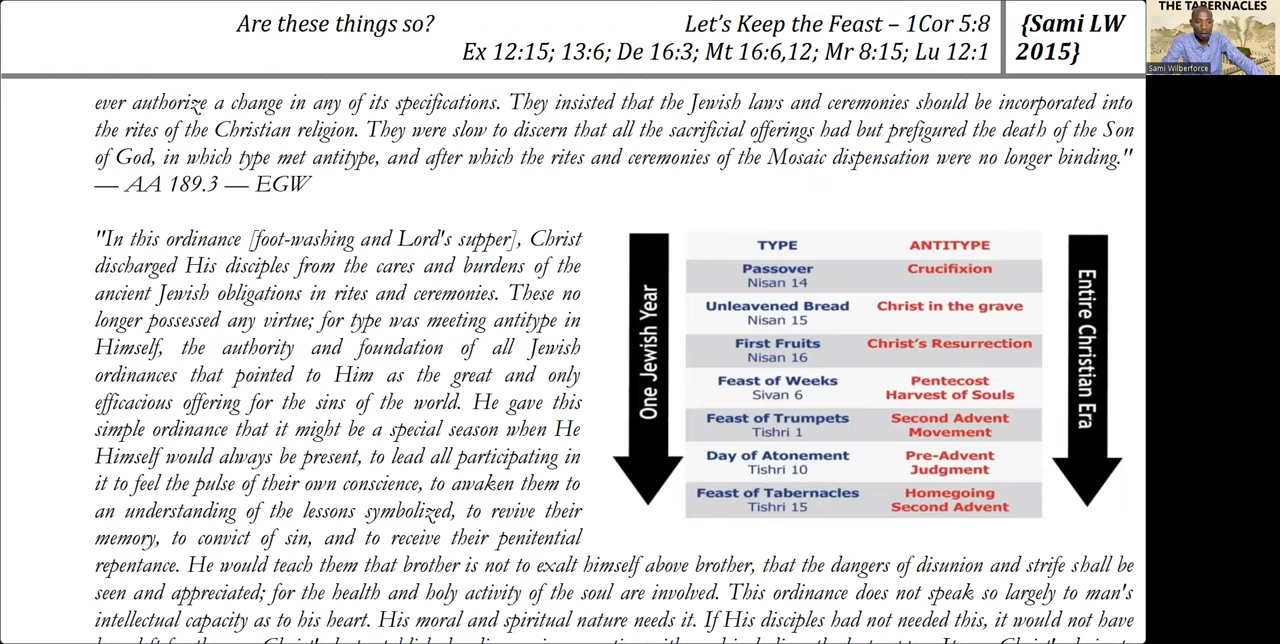 Are these things so?
Let's Keep the Feast – 1Cor 5:8
Ex 12:15; 13:6; De 16:3; Mt 16:6,12; Mr 8:15; Lu 12:1
{Sami LW
2015}
THE TABERNACLES
Sami Wilberforce
ever authorize a change in any of its specifications. They insisted that the Jewish laws and ceremonies should be incorporated into
the rites of the Christian religion. They were slow to discern that all the sacrificial offerings had but prefigured the death of the Son
of God, in which type met antitype, and after which the rites and ceremonies of the Mosaic dispensation were no longer binding."
— AA 189.3 — EGW
"In this ordinance [foot-washing and Lord's supper], Christ
discharged His disciples from the cares and burdens of the
ancient Jewish obligations in rites and ceremonies. These no
longer possessed any virtue; for type was meeting antitype in
Himself, the authority and foundation of all Jewish
ordinances that pointed to Him as the great and only
efficacious offering for the sins of the world. He gave this
simple ordinance that it might be a special season when He
Himself would always be present, to lead all participating in
it to feel the pulse of their own conscience, to awaken them to
an understanding of the lessons symbolized, to revive their
memory, to convict of sin, and to receive their penitential
repentance. He would teach them that brother is not to exalt himself above brother, that the dangers of disunion and strife shall be
seen and appreciated; for the health and holy activity of the soul are involved. This ordinance does not speak so largely to man's
intellectual capacity as to his heart. His moral and spiritual nature needs it. If His disciples had not needed this, it would not have
One Jewish Year
TYPE ANTITYPE
Passover Crucifixion
Nisan 14
Unleavened Bread Christ in the grave
Nisan 15
First Fruits Christ's Resurrection
Nisan 16
Feast of Weeks Pentecost
Sivan 6 Harvest of Souls
Feast of Trumpets Second Advent
Tishri 1 Movement
Day of Atonement Pre-Advent
Tishri 10 Judgment
Feast of Tabernacles Homegoing
Tishri 15 Second Advent
Entire Christian Era